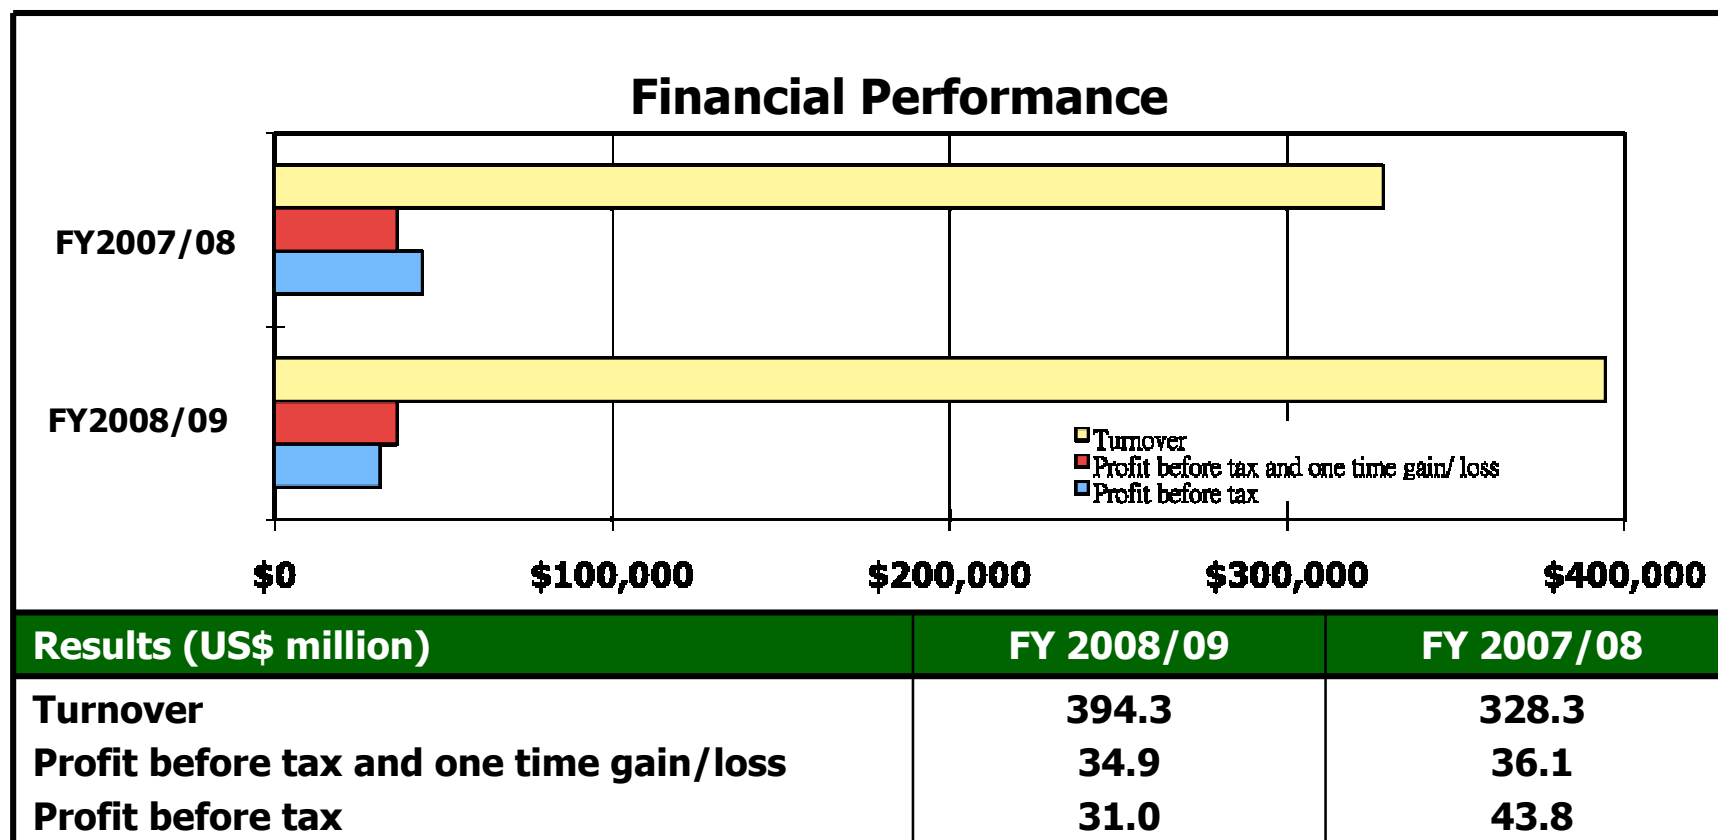 Financial Performance
FY2007/08
FY2008/09
Turnover
Profit before tax and one time gain/ loss
Profit before tax
$0 $100,000 $200,000 $300,000 $400,000
Results (US$ million) FY 2008/09 FY 2007/08
Turnover 394.3 328.3
Profit before tax and one time gain/loss 34.9 36.1
Profit before tax 31.0 43.8